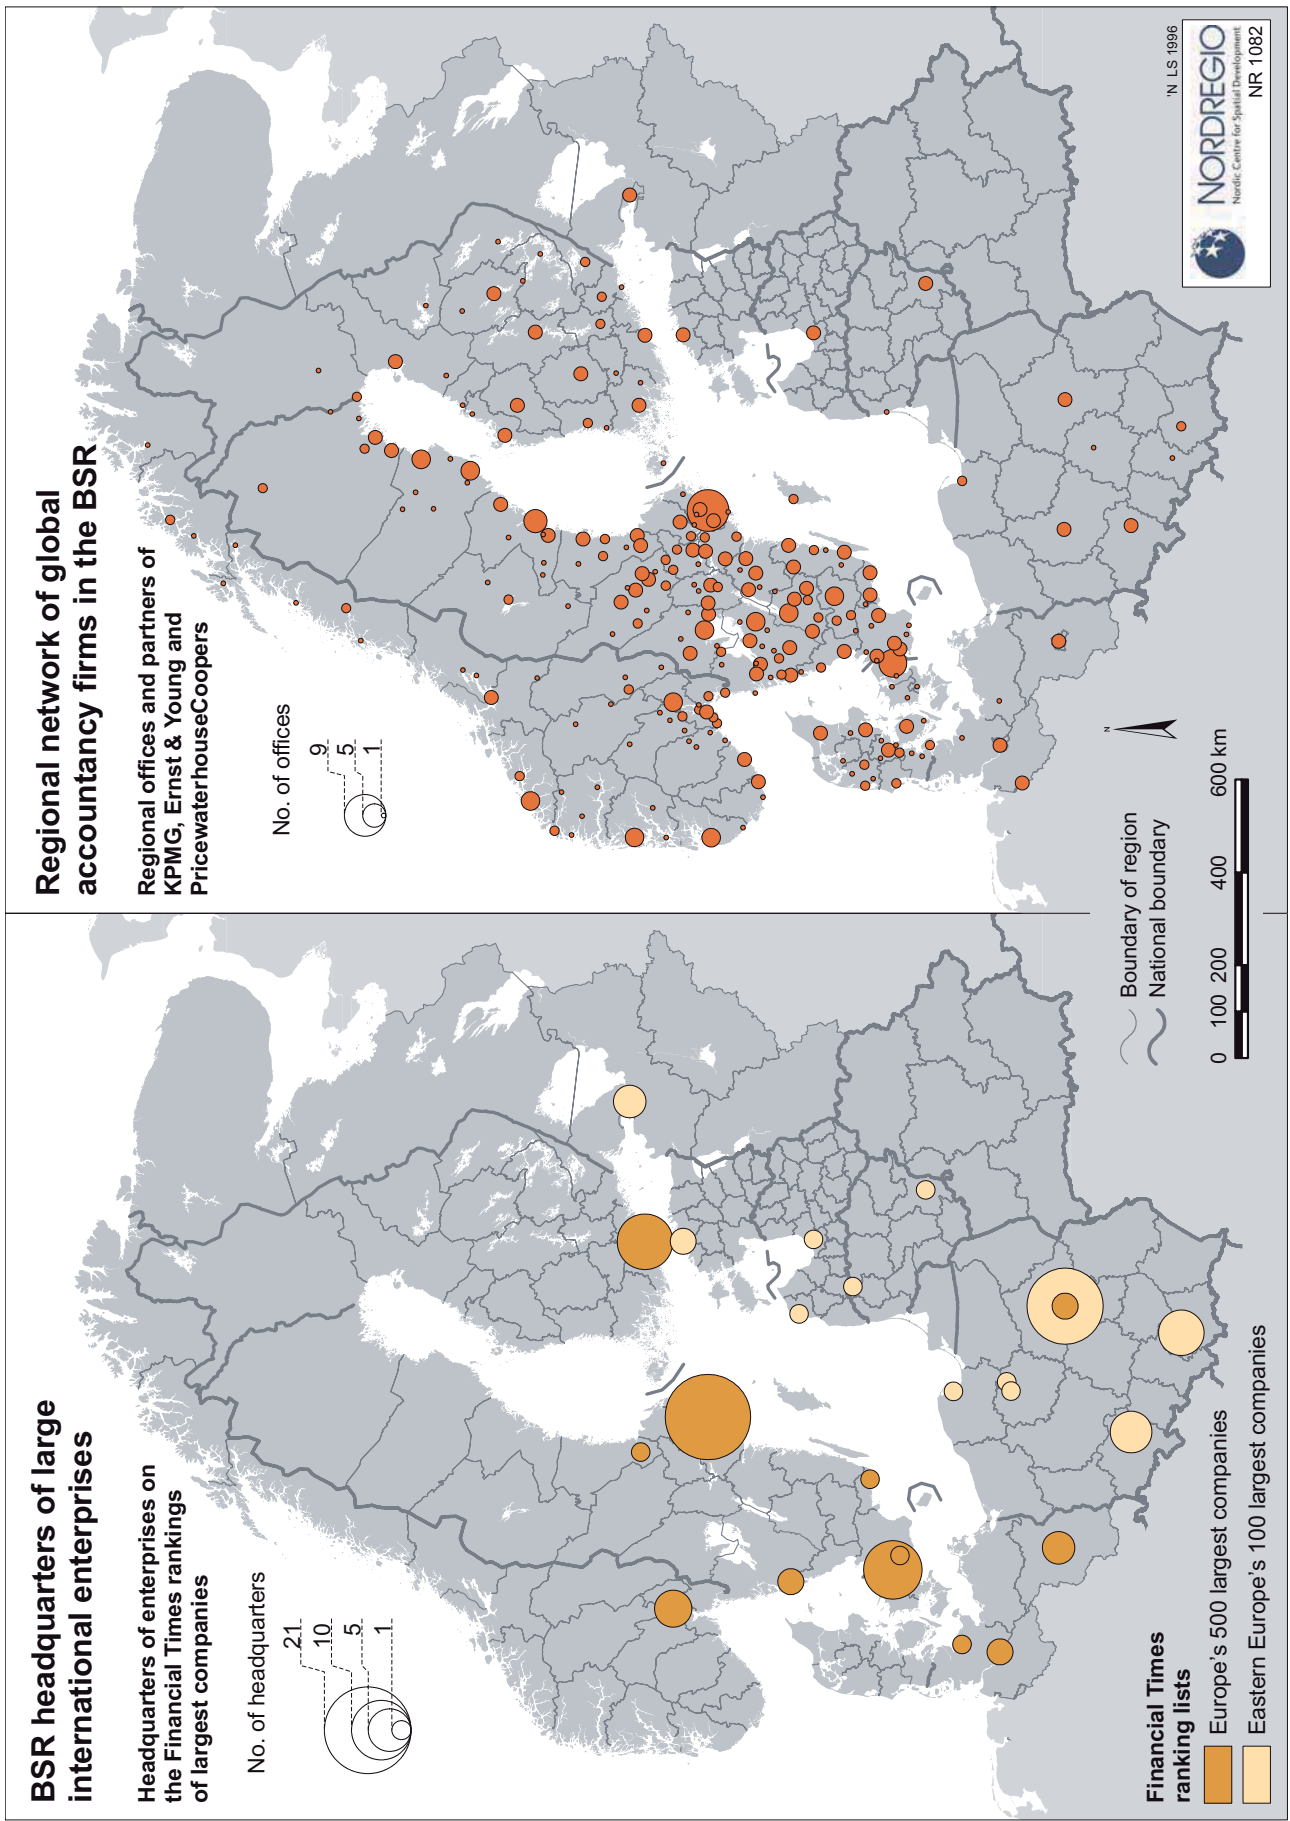 BSR headquarters of large
international enterprises
Headquarters of enterprises on
the Financial Times rankings
of largest companies
No. of headquarters
21
10
5
1
Financial Times
ranking lists
Europe's 500 largest companies
Eastern Europe's 100 largest companies
Regional network of global
accountancy firms in the BSR
Regional offices and partners of
KPMG, Ernst & Young and
PricewaterhouseCoopers
No. of offices
9
5
1
N
Boundary of region
National boundary
0 100 200 400 600 km
'N LS 1996
NORDREGIO
Nordic Centre for Spatial Development
NR 1082